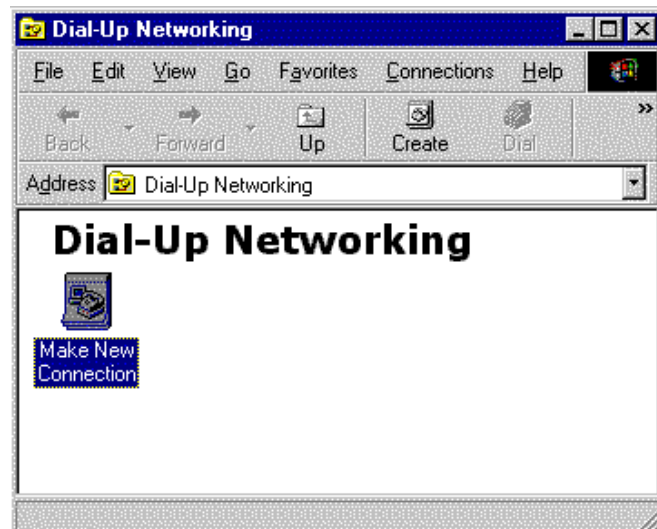 Dial-Up Networking
File Edit View Go Favorites Connections Help
Back Forward Up Create Dial »
Address Dial-Up Networking
Dial-Up Networking
Make New
Connection